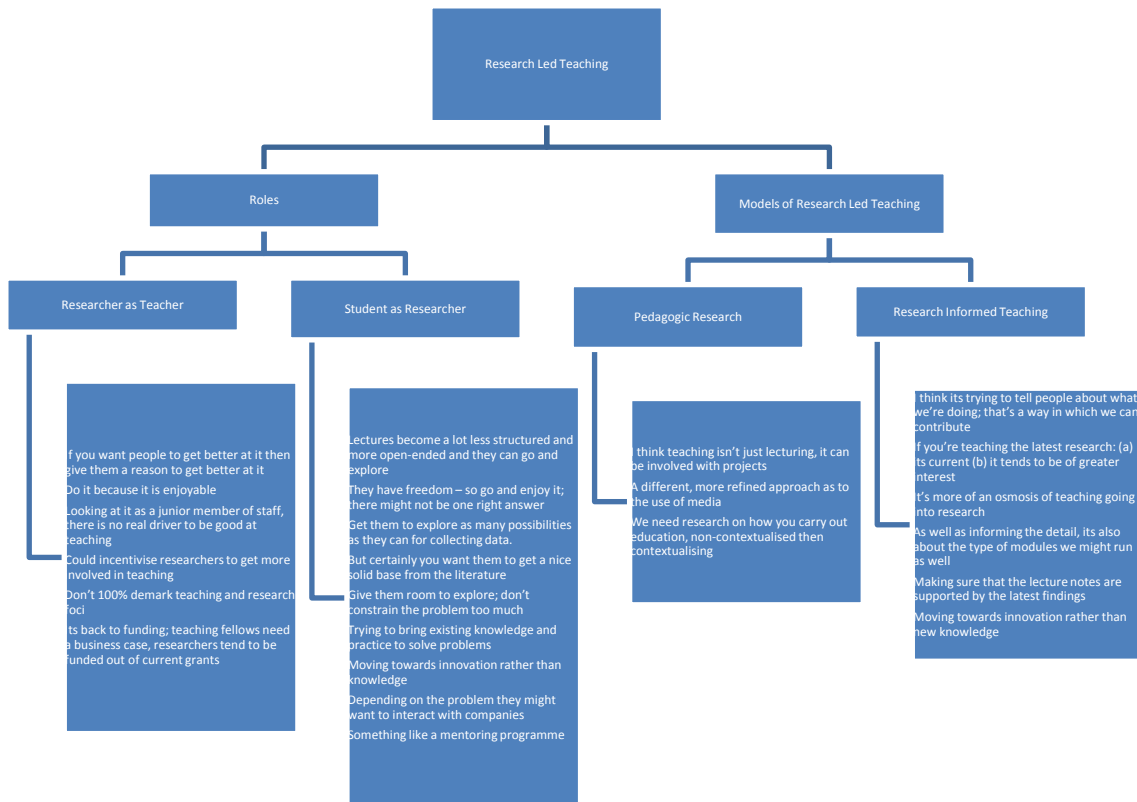 Research Led Teaching
Roles
Models of Research Led Teaching
Researcher as Teacher
Student as Researcher
Pedagogic Research
Research Informed Teaching
If you want people to get better at it then
give them a reason to get better at it
Do it because it is enjoyable
Looking at it as a junior member of staff,
there is no real driver to be good at
teaching
Could incentivise researchers to get more
involved in teaching
Don't 100% demark teaching and research
foci
Its back to funding; teaching fellows need
a business case, researchers tend to be
funded out of current grants
Lectures become a lot less structured and
more open-ended and they can go and
explore
They have freedom – so go and enjoy it;
there might not be one right answer
Get them to explore as many possibilities
as they can for collecting data.
But certainly you want them to get a nice
solid base from the literature
Give them room to explore; don't
constrain the problem too much
Trying to bring existing knowledge and
practice to solve problems
Moving towards innovation rather than
knowledge
Depending on the problem they might
want to interact with companies
Something like a mentoring programme
I think teaching isn't just lecturing, it can
be involved with projects
A different, more refined approach as to
the use of media
We need research on how you carry out
education, non-contextualised then
contextualising
I think its trying to tell people about what
we're doing; that's a way in which we can
contribute
If you're teaching the latest research: (a)
its current (b) it tends to be of greater
interest
It's more of an osmosis of teaching going
into research
As well as informing the detail, its also
about the type of modules we might run
as well
Making sure that the lecture notes are
supported by the latest findings
Moving towards innovation rather than
new knowledge